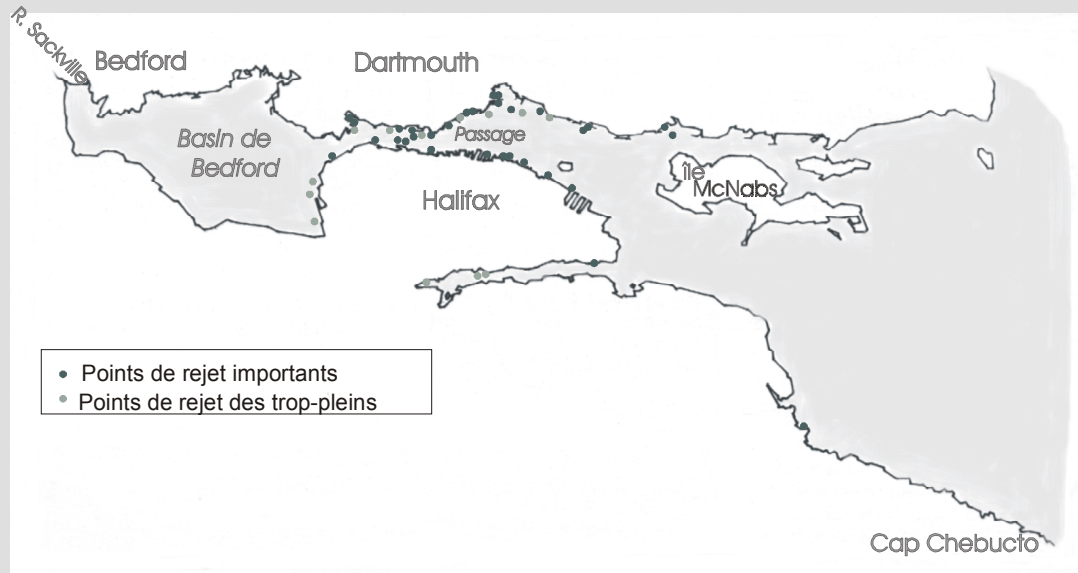 R. Sackville
Bedford
Dartmouth
Basin de
Bedford
Passage
île
McNabs
Halifax
Points de rejet importants
Points de rejet des trop-pleins
Cap Chebucto